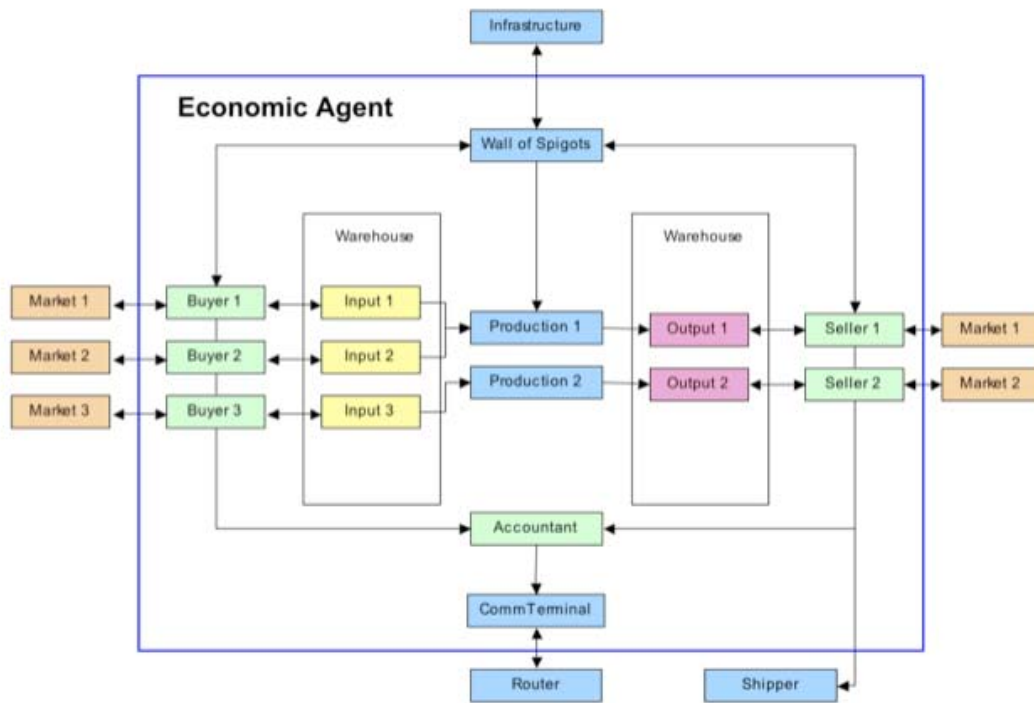 Infrastructure
Economic Agent
Wall of Spigots
Warehouse
Warehouse
Market 1
Buyer 1
Input 1
Production 1
Output 1
Seller 1
Market 1
Market 2
Buyer 2
Input 2
Production 2
Output 2
Seller 2
Market 2
Market 3
Buyer 3
Input 3
Accountant
CommTerminal
Router
Shipper